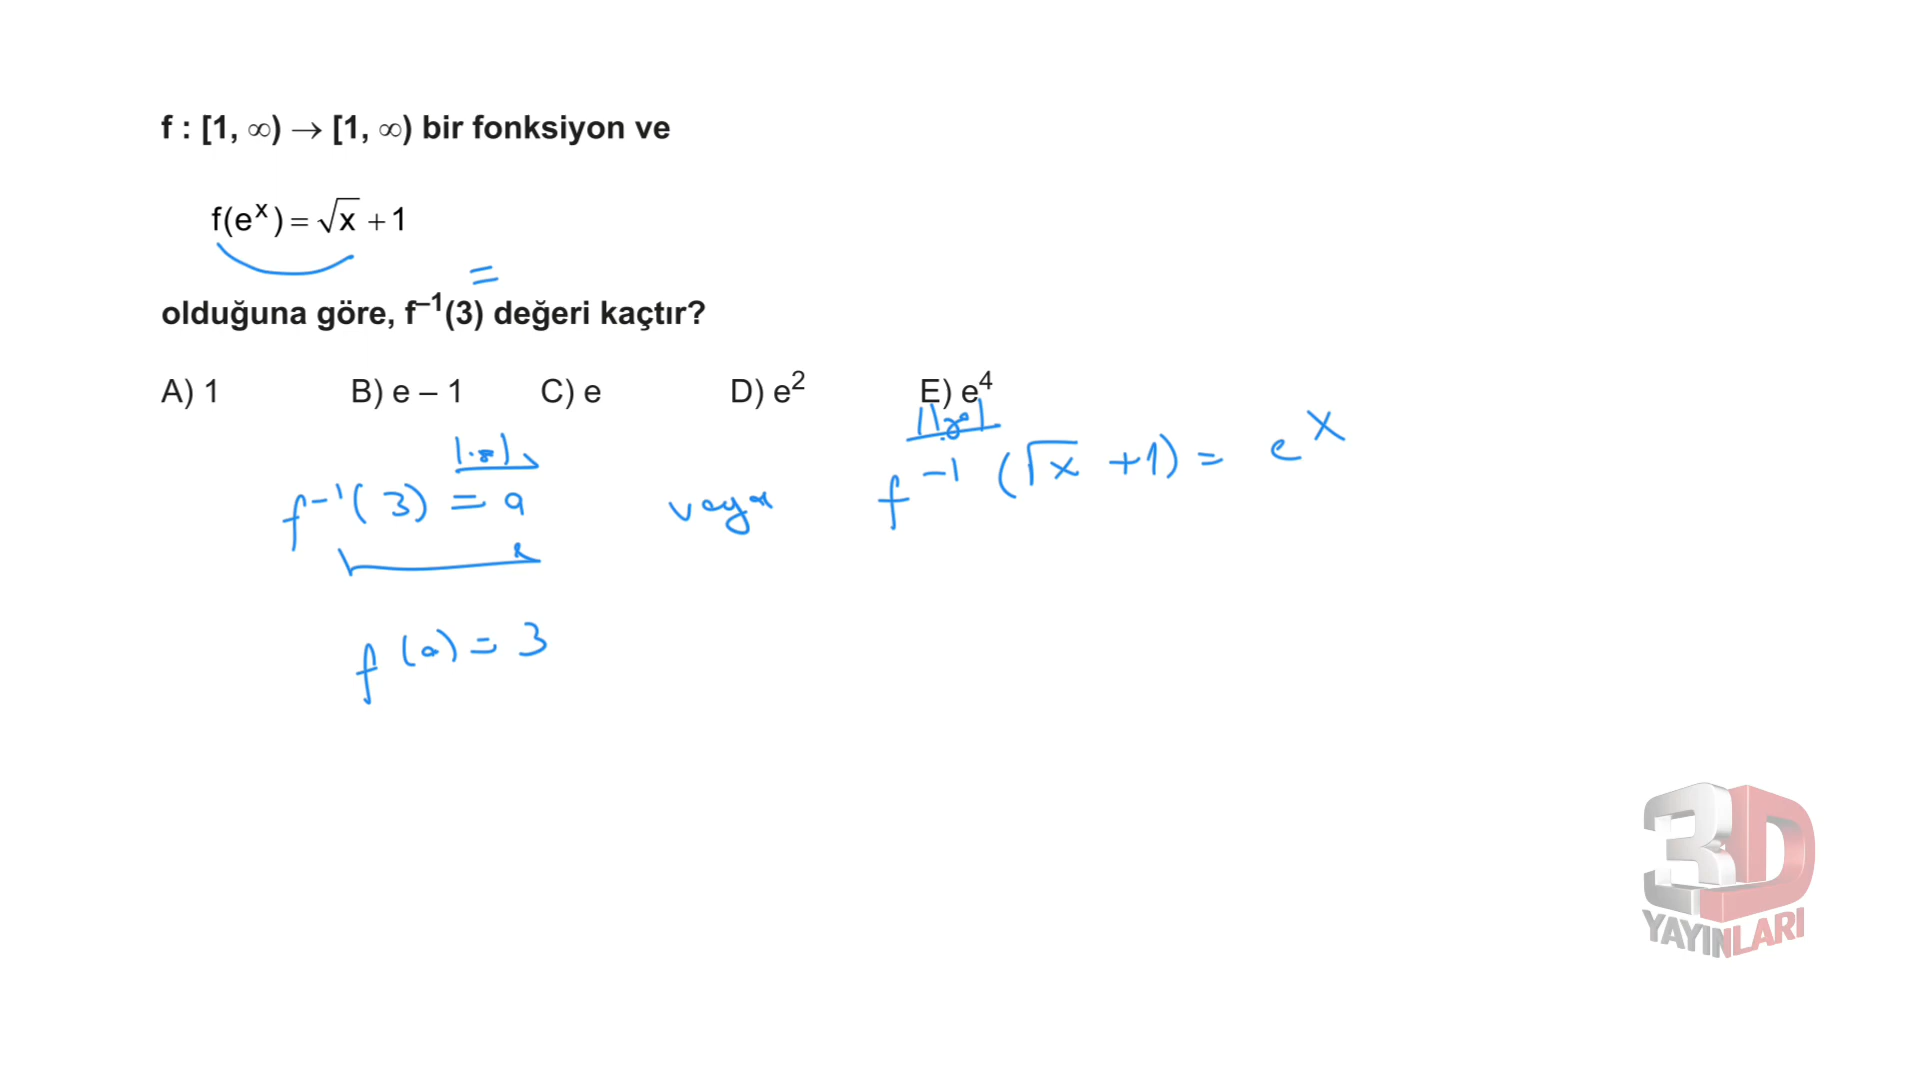 f : [1, ∞) → [1, ∞) bir fonksiyon ve
f(eˣ) = √x + 1
=
olduğuna göre, f⁻¹(3) değeri kaçtır?
A) 1 B) e – 1 C) e D) e² E) e⁴
f⁻¹(3) = a veya f⁻¹(√x + 1) = eˣ
f(a) = 3
3D
YAYINLARI